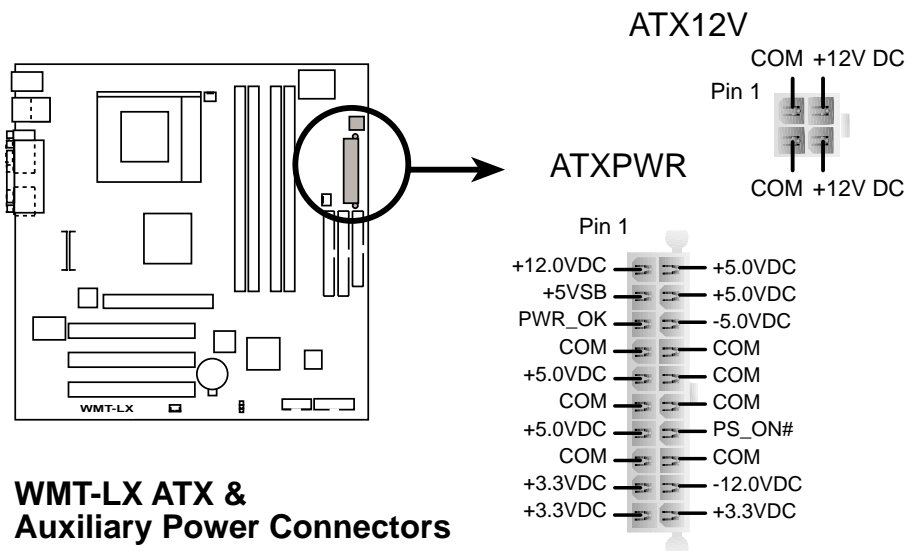 ATX12V
COM +12V DC
Pin 1
COM +12V DC
ATXPWR
Pin 1
+12.0VDC +5.0VDC
+5VSB +5.0VDC
PWR_OK -5.0VDC
COM COM
+5.0VDC COM
COM COM
+5.0VDC PS_ON#
COM COM
+3.3VDC -12.0VDC
+3.3VDC +3.3VDC
WMT-LX
WMT-LX ATX &
Auxiliary Power Connectors